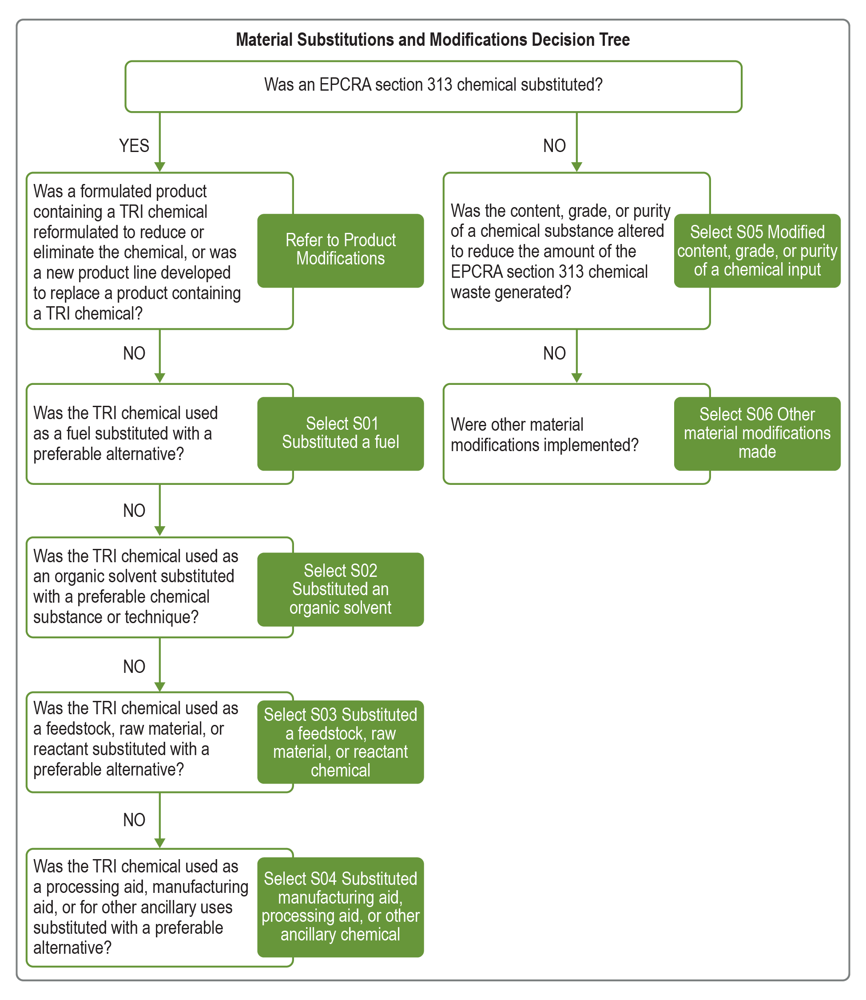 Material Substitutions and Modifications Decision Tree
Was an EPCRA section 313 chemical substituted?
YES
Was a formulated product
containing a TRI chemical
reformulated to reduce or
eliminate the chemical, or was
a new product line developed
to replace a product containing
a TRI chemical?
Refer to Product
Modifications
NO
Was the TRI chemical used
as a fuel substituted with a
preferable alternative?
Select S01
Substituted a fuel
NO
Was the TRI chemical used as
an organic solvent substituted
with a preferable chemical
substance or technique?
Select S02
Substituted an
organic solvent
NO
Was the TRI chemical used as
a feedstock, raw material, or
reactant substituted with a
preferable alternative?
Select S03 Substituted
a feedstock, raw
material, or reactant
chemical
NO
Was the TRI chemical used as
a processing aid, manufacturing
aid, or for other ancillary uses
substituted with a preferable
alternative?
Select S04 Substituted
manufacturing aid,
processing aid, or other
ancillary chemical
NO
Was the content, grade, or purity
of a chemical substance altered
to reduce the amount of the
EPCRA section 313 chemical
waste generated?
Select S05 Modified
content, grade, or purity
of a chemical input
NO
Were other material
modifications implemented?
Select S06 Other
material modifications
made